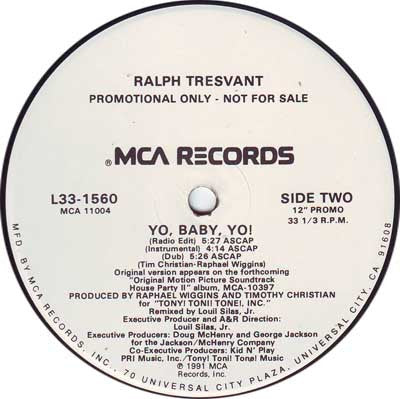 RALPH TRESVANT
PROMOTIONAL ONLY - NOT FOR SALE
®MCA RECORDS
L33-1560
MCA 11004
SIDE TWO
12" PROMO
33 1/3 R.P.M.
YO, BABY, YO!
(Radio Edit) 5:27 ASCAP
(Instrumental) 4:14 ASCAP
(Dub) 5:26 ASCAP
(Tim Christian-Raphael Wiggins)
Original version appears on the forthcoming
"Original Motion Picture Soundtrack
House Party II" album, MCA-10397
PRODUCED BY RAPHAEL WIGGINS AND TIMOTHY CHRISTIAN
for "TONY! TONI! TONE!, INC."
Remixed by Louil Silas, Jr.
Executive Producer and A&R Direction:
Louil Silas, Jr.
Executive Producers: Doug McHenry and George Jackson
for the Jackson/McHenry Company
Co-Executive Producers: Kid N' Play
PRI Music, Inc./Tony! Toni! Tone! Music
℗ 1991 MCA
Records, Inc.
MFD. BY MCA RECORDS, INC., 70 UNIVERSAL CITY PLAZA, UNIVERSAL CITY, CA. 91608